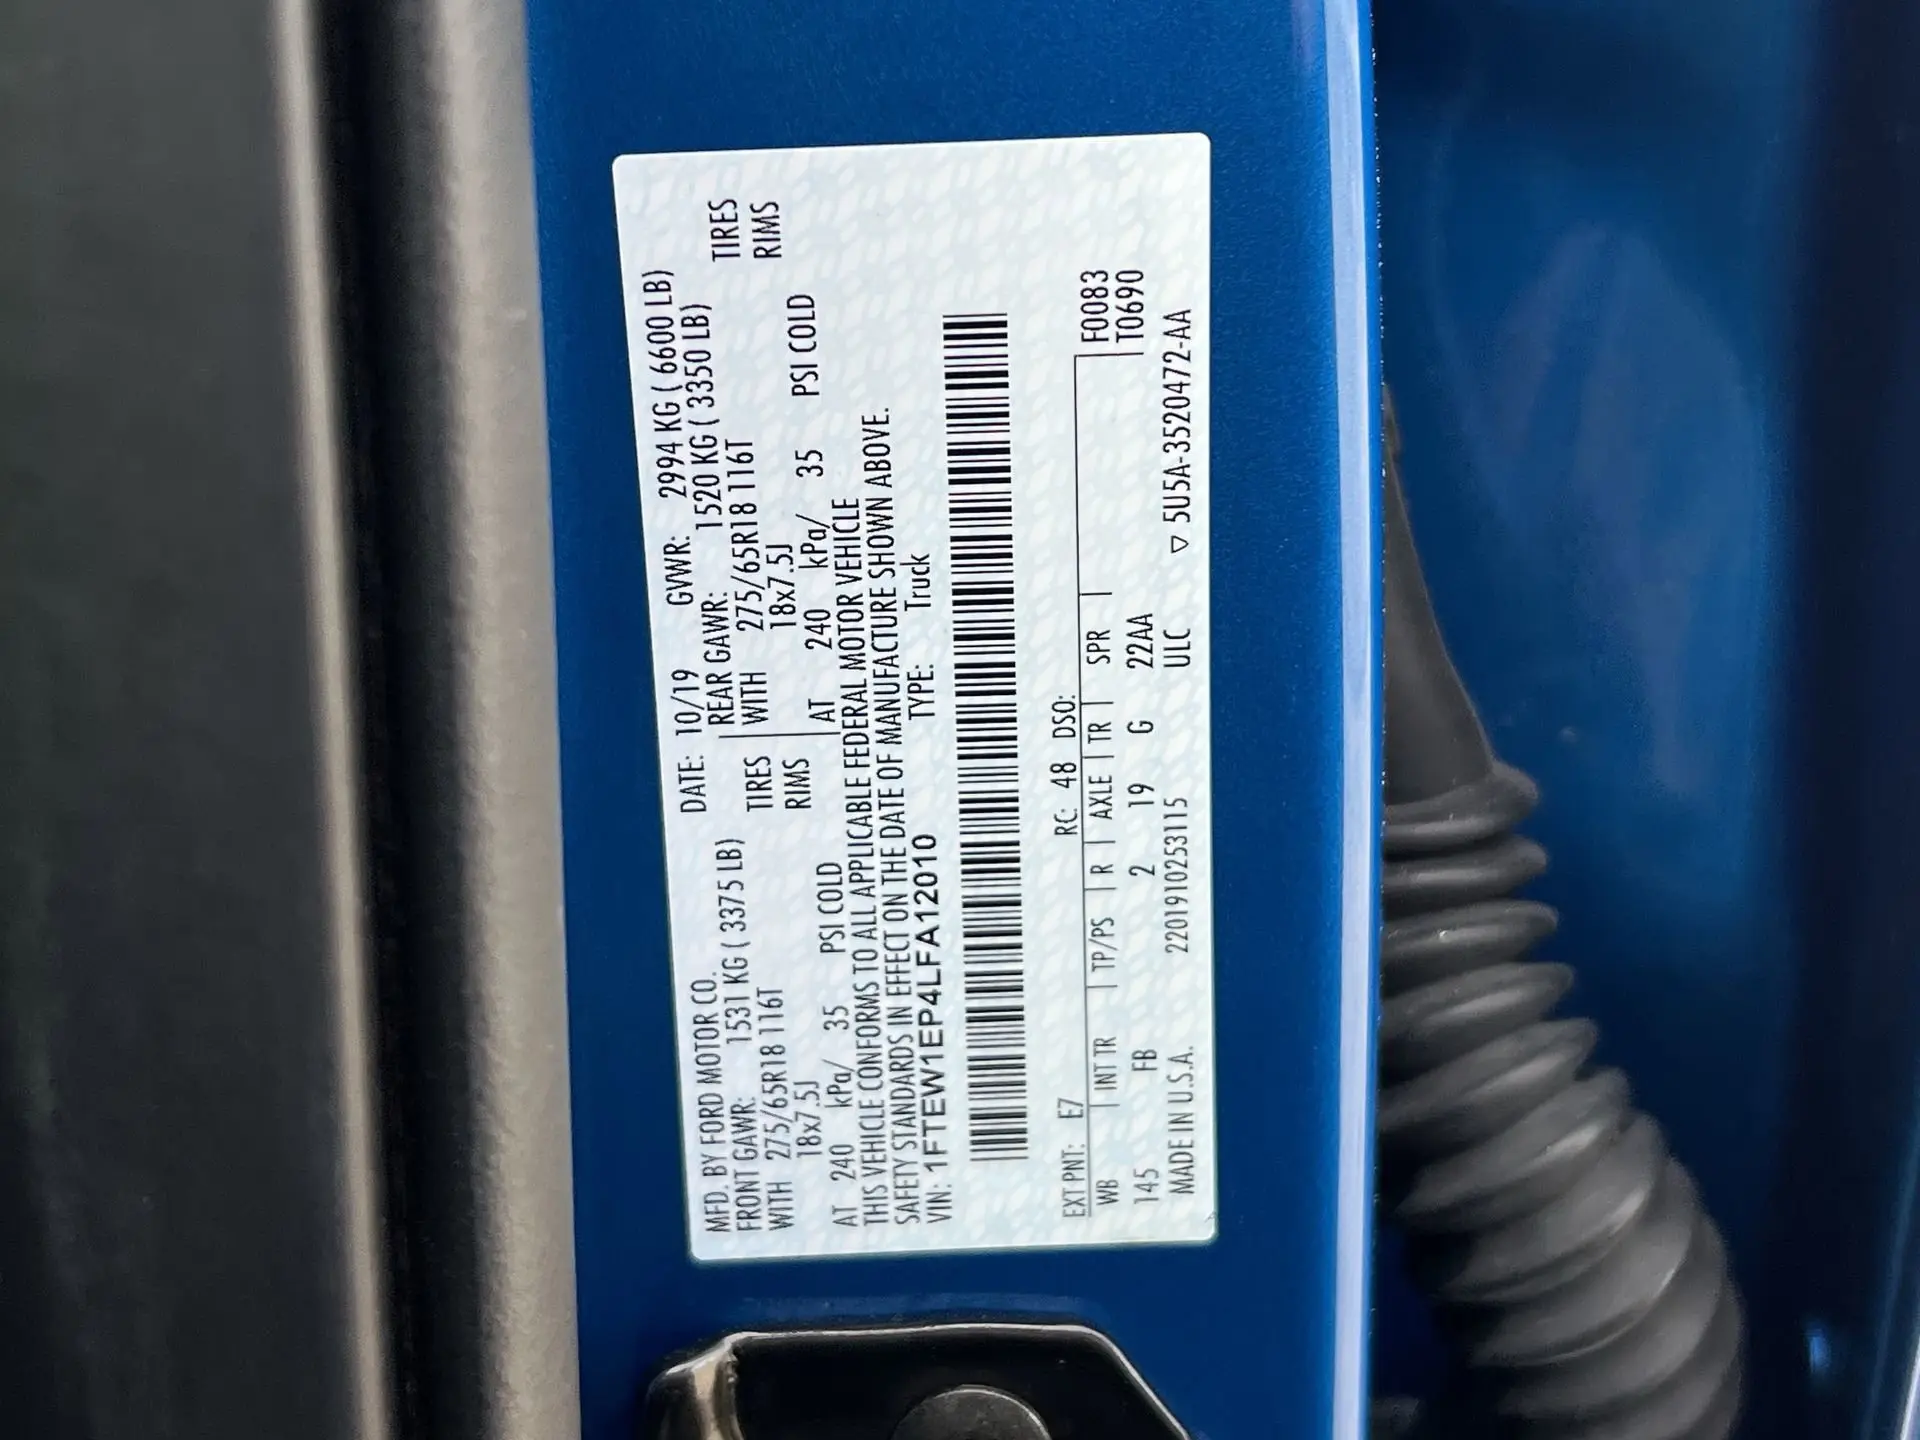 MFD. BY FORD MOTOR CO. DATE: 10/19 GVWR: 2994 KG ( 6600 LB)
FRONT GAWR: 1531 KG ( 3375 LB) REAR GAWR: 1520 KG ( 3350 LB)
WITH 275/65R18 116T TIRES WITH 275/65R18 116T TIRES
18x7.5J RIMS 18x7.5J RIMS
AT 240 kPa/ 35 PSI COLD AT 240 kPa/ 35 PSI COLD
THIS VEHICLE CONFORMS TO ALL APPLICABLE FEDERAL MOTOR VEHICLE
SAFETY STANDARDS IN EFFECT ON THE DATE OF MANUFACTURE SHOWN ABOVE.
VIN: 1FTEW1EP4LFA12010 TYPE: Truck
EXT PNT: E7 RC: 48 DSO:
WB INT TR TP/PS R AXLE TR SPR F0083
145 FB 2 19 G 22AA T0690
MADE IN U.S.A. 2201910253115 ULC ▽ 5U5A-3520472-AA